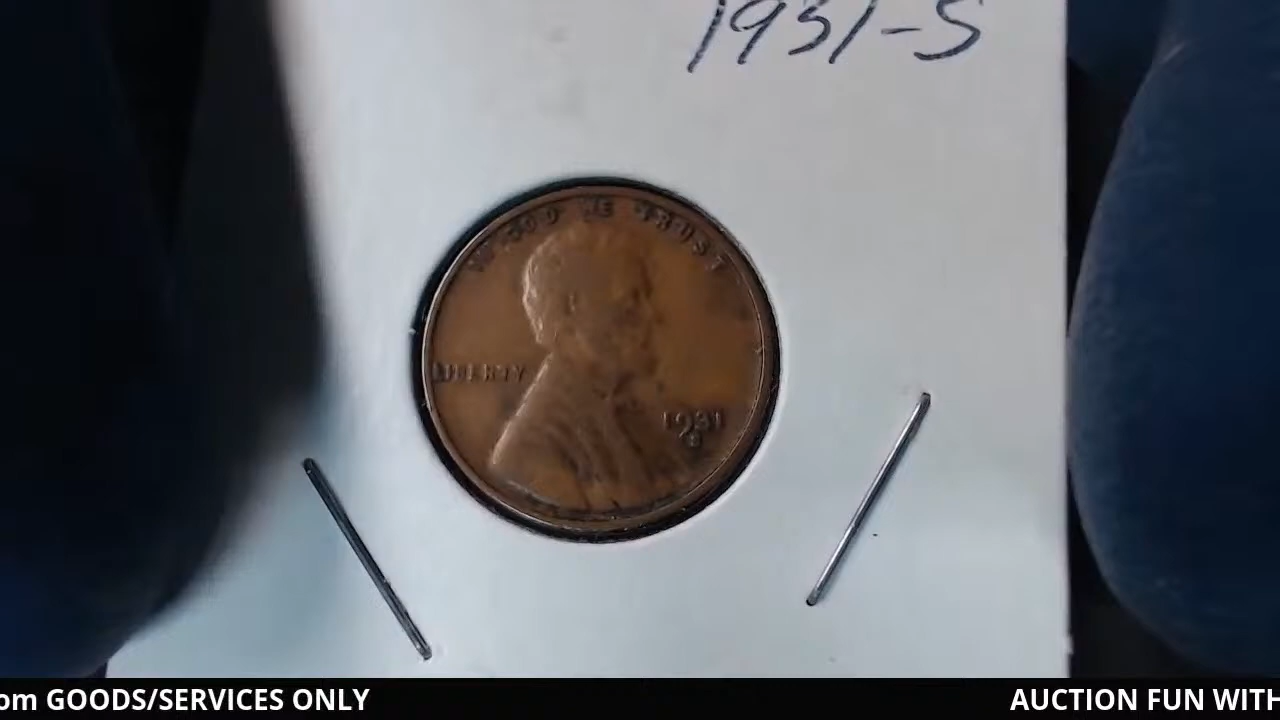 1931-S
IN GOD WE TRUST
LIBERTY
1931
S
om GOODS/SERVICES ONLY
AUCTION FUN WITH